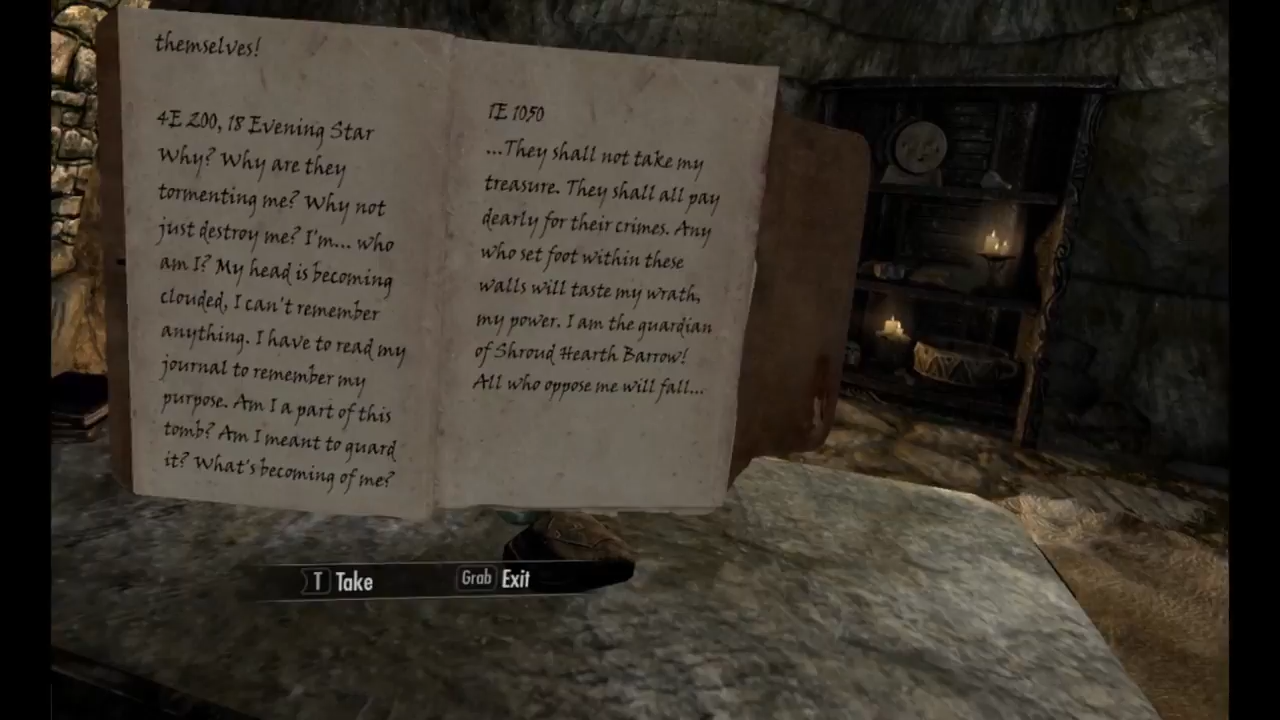 themselves!
4E 200, 18 Evening Star
Why? Why are they
tormenting me? Why not
just destroy me? I'm... who
am I? My head is becoming
clouded, I can't remember
anything. I have to read my
journal to remember my
purpose. Am I a part of this
tomb? Am I meant to guard
it? What's becoming of me?
1E 1050
...They shall not take my
treasure. They shall all pay
dearly for their crimes. Any
who set foot within these
walls will taste my wrath,
my power. I am the guardian
of Shroud Hearth Barrow!
All who oppose me will fall...
T Take
Grab Exit